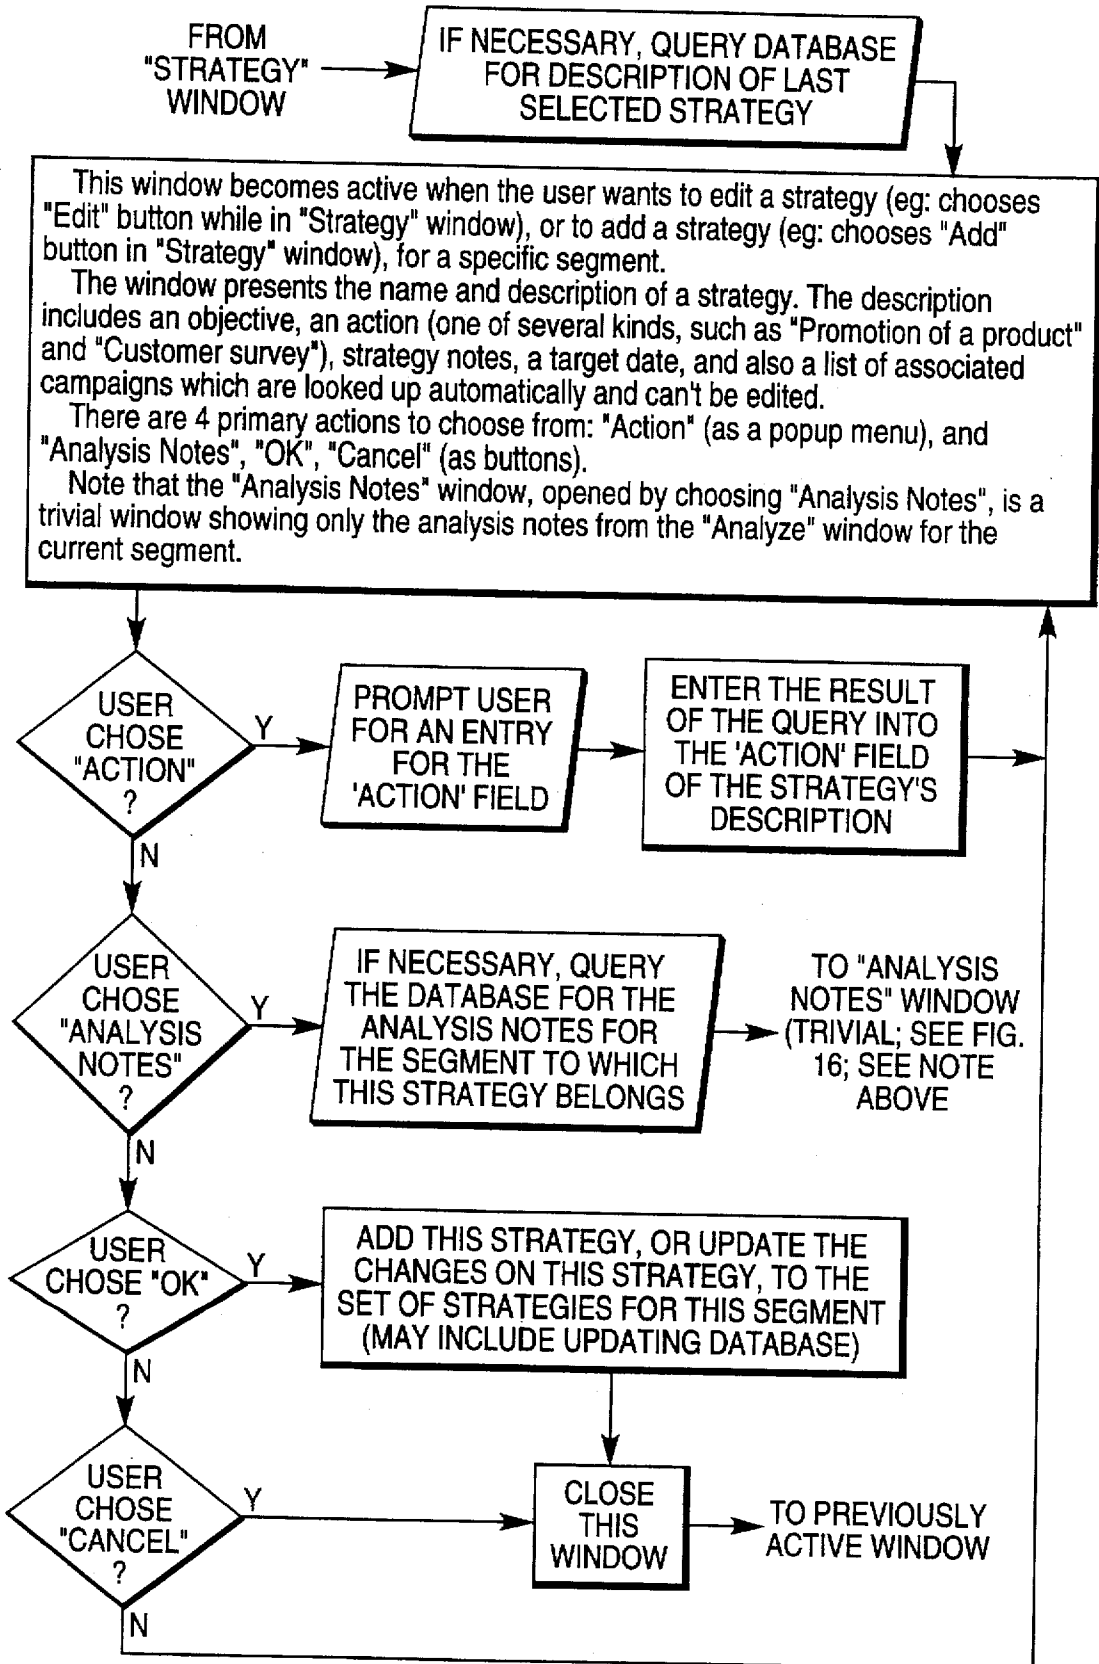 FROM
"STRATEGY"
WINDOW
IF NECESSARY, QUERY DATABASE
FOR DESCRIPTION OF LAST
SELECTED STRATEGY
This window becomes active when the user wants to edit a strategy (eg: chooses
"Edit" button while in "Strategy" window), or to add a strategy (eg: chooses "Add"
button in "Strategy" window), for a specific segment.
The window presents the name and description of a strategy. The description
includes an objective, an action (one of several kinds, such as "Promotion of a product"
and "Customer survey"), strategy notes, a target date, and also a list of associated
campaigns which are looked up automatically and can't be edited.
There are 4 primary actions to choose from: "Action" (as a popup menu), and
"Analysis Notes", "OK", "Cancel" (as buttons).
Note that the "Analysis Notes" window, opened by choosing "Analysis Notes", is a
trivial window showing only the analysis notes from the "Analyze" window for the
current segment.
USER
CHOSE
"ACTION"
?
Y
PROMPT USER
FOR AN ENTRY
FOR THE
'ACTION' FIELD
ENTER THE RESULT
OF THE QUERY INTO
THE 'ACTION' FIELD
OF THE STRATEGY'S
DESCRIPTION
N
USER
CHOSE
"ANALYSIS
NOTES"
?
Y
IF NECESSARY, QUERY
THE DATABASE FOR THE
ANALYSIS NOTES FOR
THE SEGMENT TO WHICH
THIS STRATEGY BELONGS
TO "ANALYSIS
NOTES" WINDOW
(TRIVIAL; SEE FIG.
16; SEE NOTE
ABOVE
N
USER
CHOSE "OK"
?
Y
ADD THIS STRATEGY, OR UPDATE THE
CHANGES ON THIS STRATEGY, TO THE
SET OF STRATEGIES FOR THIS SEGMENT
(MAY INCLUDE UPDATING DATABASE)
N
USER
CHOSE
"CANCEL"
?
Y
CLOSE
THIS
WINDOW
TO PREVIOUSLY
ACTIVE WINDOW
N